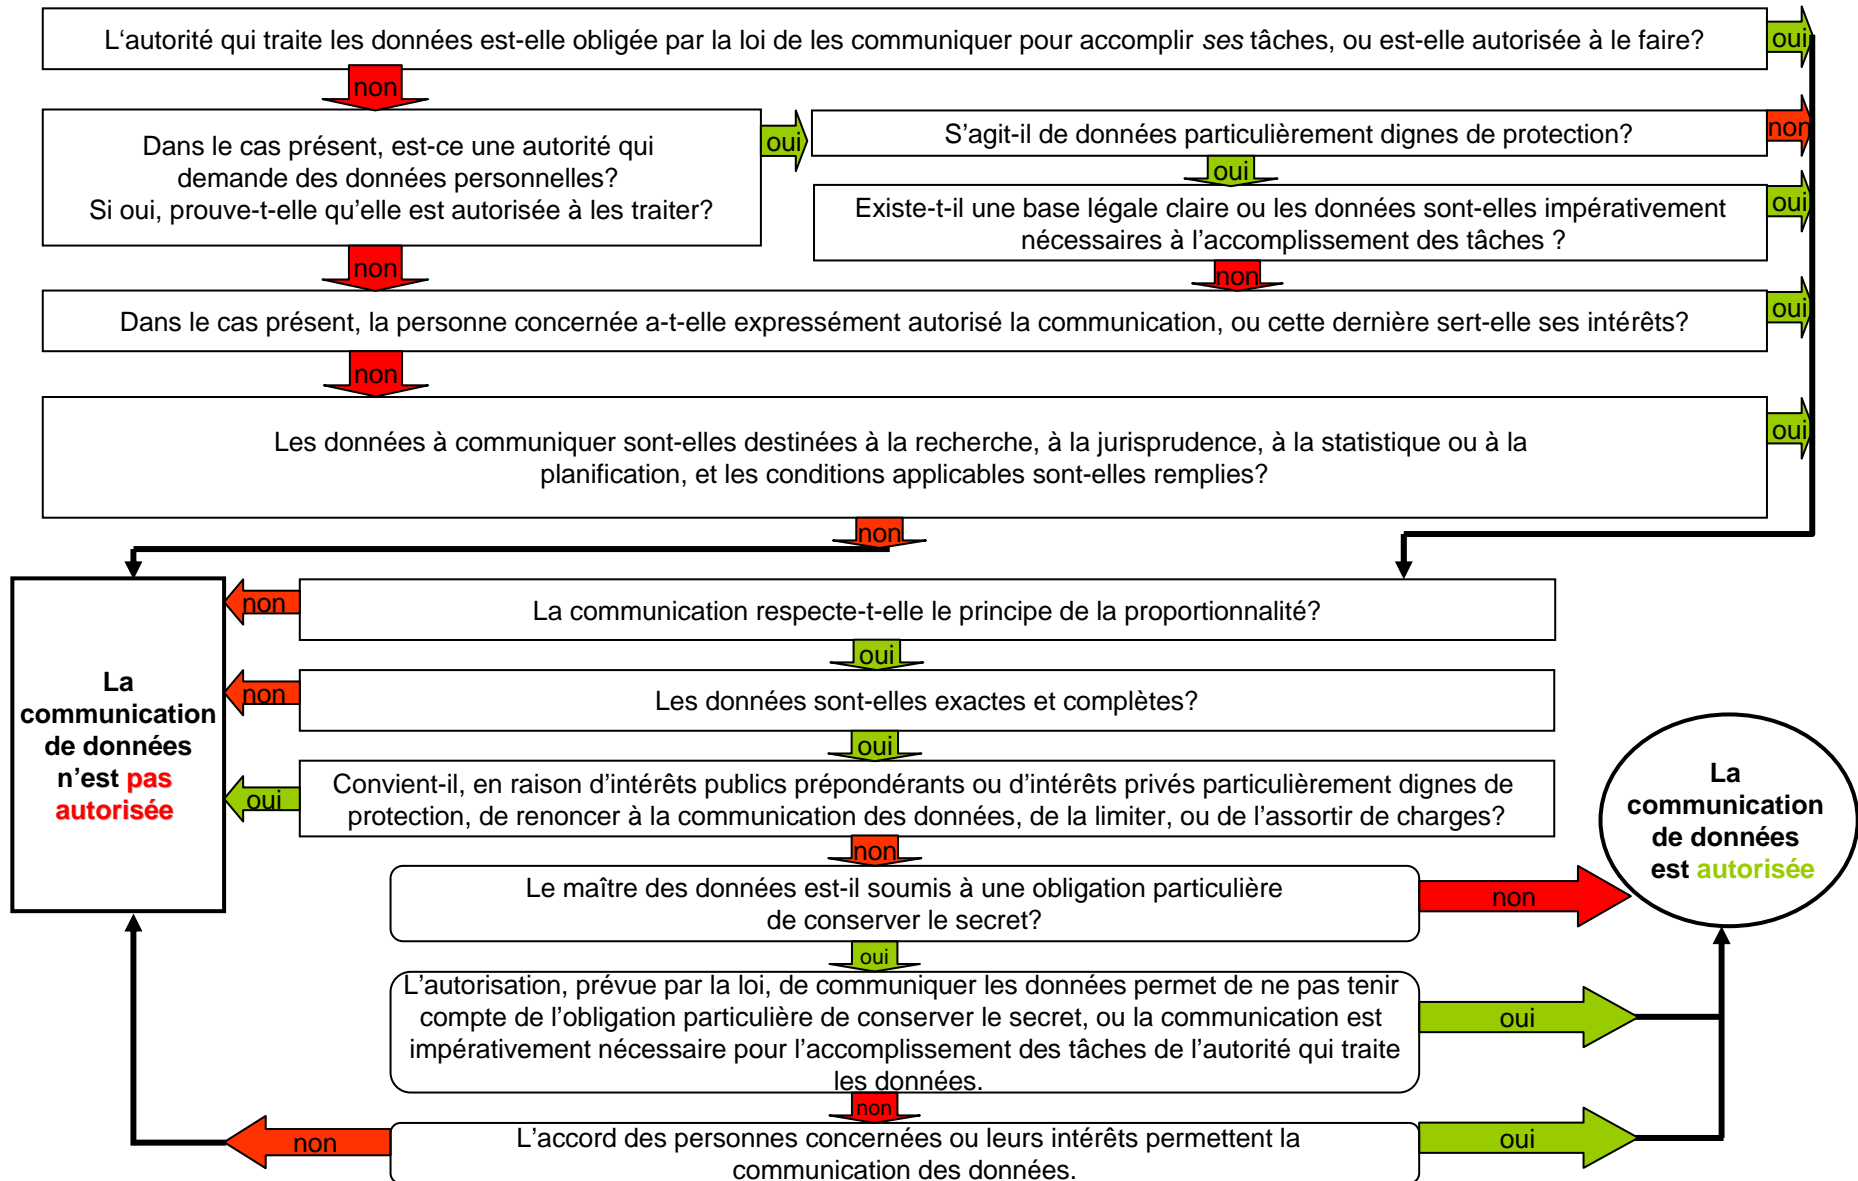 L‘autorité qui traite les données est-elle obligée par la loi de les communiquer pour accomplir ses tâches, ou est-elle autorisée à le faire?
oui
non
Dans le cas présent, est-ce une autorité qui
demande des données personnelles?
Si oui, prouve-t-elle qu’elle est autorisée à les traiter?
oui
S’agit-il de données particulièrement dignes de protection?
non
oui
Existe-t-il une base légale claire ou les données sont-elles impérativement
nécessaires à l’accomplissement des tâches ?
oui
non
non
Dans le cas présent, la personne concernée a-t-elle expressément autorisé la communication, ou cette dernière sert-elle ses intérêts?
oui
non
Les données à communiquer sont-elles destinées à la recherche, à la jurisprudence, à la statistique ou à la
planification, et les conditions applicables sont-elles remplies?
oui
non
La communication respecte-t-elle le principe de la proportionnalité?
non
oui
Les données sont-elles exactes et complètes?
non
oui
Convient-il, en raison d’intérêts publics prépondérants ou d’intérêts privés particulièrement dignes de
protection, de renoncer à la communication des données, de la limiter, ou de l’assortir de charges?
oui
non
La
communication
de données
n’est pas
autorisée
Le maître des données est-il soumis à une obligation particulière
de conserver le secret?
non
oui
La
communication
de données
est autorisée
L’autorisation, prévue par la loi, de communiquer les données permet de ne pas tenir
compte de l’obligation particulière de conserver le secret, ou la communication est
impérativement nécessaire pour l’accomplissement des tâches de l’autorité qui traite
les données.
oui
non
L’accord des personnes concernées ou leurs intérêts permettent la
communication des données.
non
oui